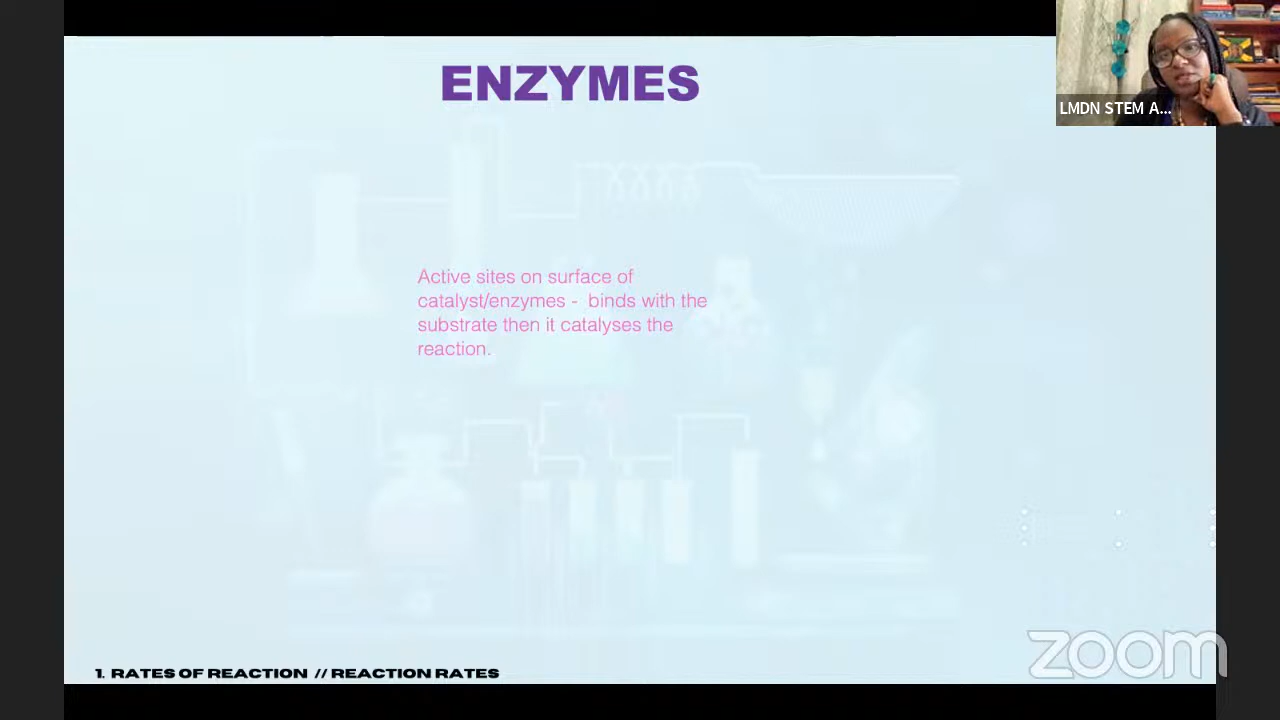 ENZYMES
LMDN STEM A...
Active sites on surface of
catalyst/enzymes - binds with the
substrate then it catalyses the
reaction.
zoom
1. RATES OF REACTION // REACTION RATES